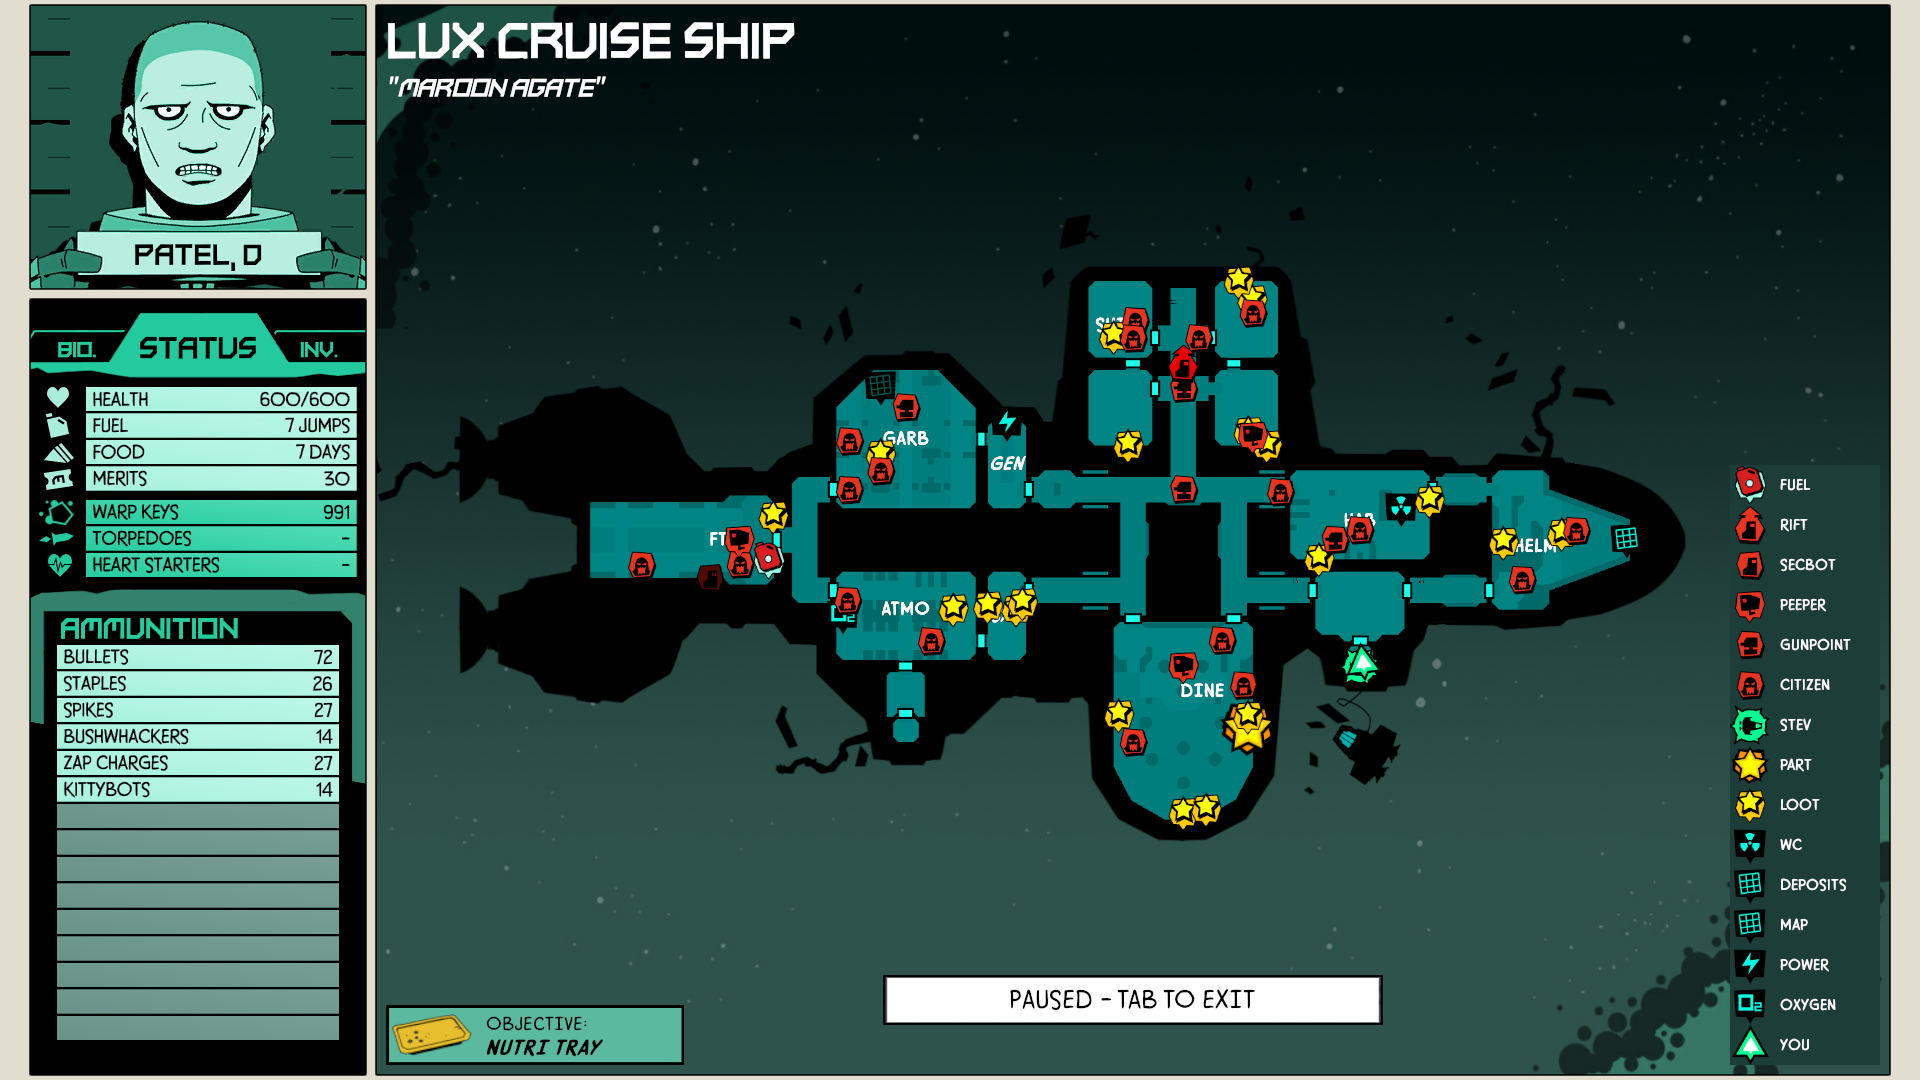 PATEL, D
BIO.
STATUS
INV.
HEALTH 600/600
FUEL 7 JUMPS
FOOD 7 DAYS
MERITS 30
WARP KEYS 991
TORPEDOES -
HEART STARTERS -
AMMUNITION
BULLETS 72
STAPLES 26
SPIKES 27
BUSHWHACKERS 14
ZAP CHARGES 27
KITTYBOTS 14
LUX CRUISE SHIP
"MAROON AGATE"
GARB
GEN
ATMO
DINE
HELM
FUEL
RIFT
SECBOT
PEEPER
GUNPOINT
CITIZEN
STEV
PART
LOOT
WC
DEPOSITS
MAP
POWER
O2 OXYGEN
YOU
PAUSED - TAB TO EXIT
OBJECTIVE:
NUTRI TRAY